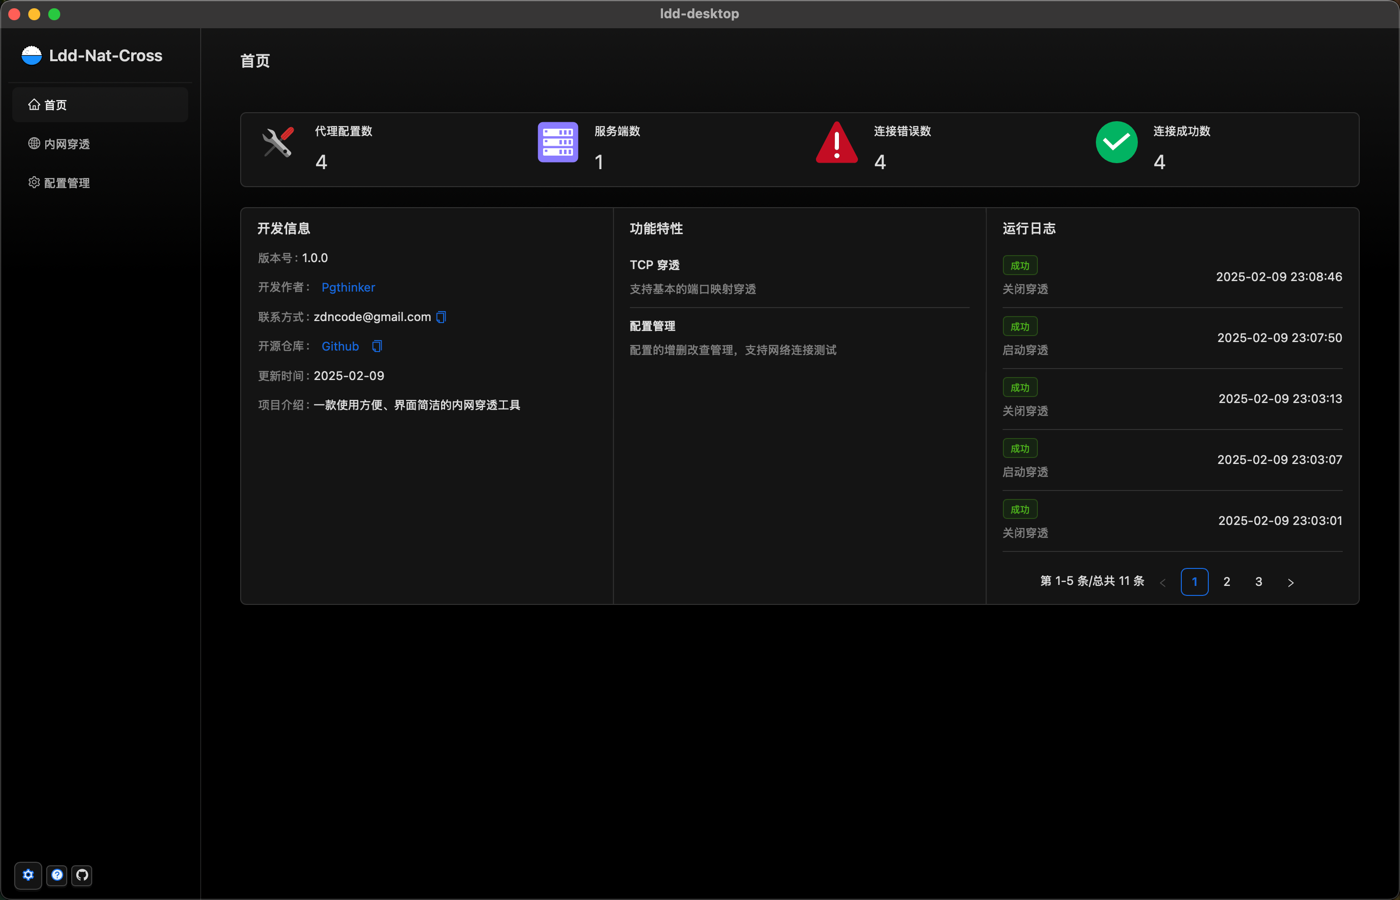 ldd-desktop
Ldd-Nat-Cross
首页
内网穿透
配置管理
首页
代理配置数
4
服务端数
1
连接错误数
4
连接成功数
4
开发信息
版本号 : 1.0.0
开发作者 : Pgthinker
联系方式 : zdncode@gmail.com
开源仓库 : Github
更新时间 : 2025-02-09
项目介绍 : 一款使用方便、界面简洁的内网穿透工具
功能特性
TCP 穿透
支持基本的端口映射穿透
配置管理
配置的增删改查管理，支持网络连接测试
运行日志
成功
关闭穿透
2025-02-09 23:08:46
成功
启动穿透
2025-02-09 23:07:50
成功
关闭穿透
2025-02-09 23:03:13
成功
启动穿透
2025-02-09 23:03:07
成功
关闭穿透
2025-02-09 23:03:01
第 1-5 条/总共 11 条 < 1 2 3 >